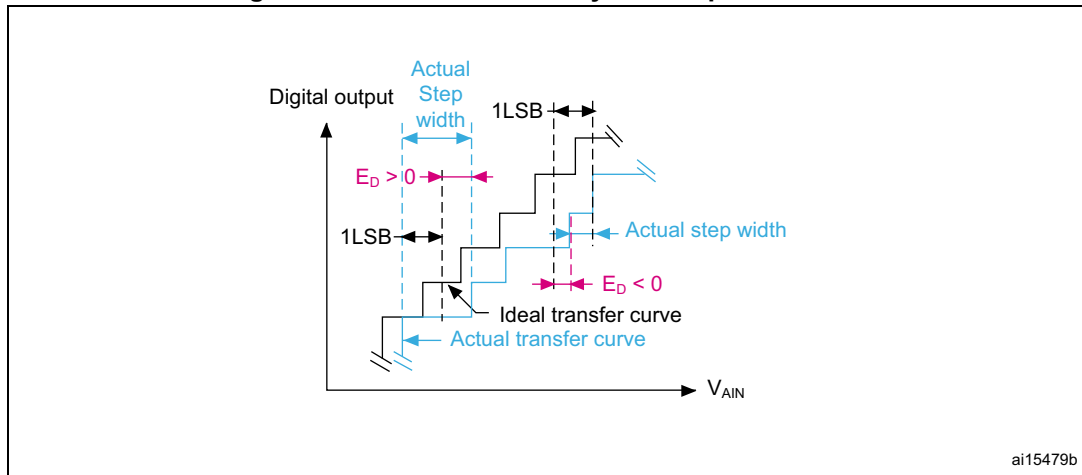 Actual
Step
width
Digital output
1LSB
E_D > 0
1LSB
Actual step width
E_D < 0
Ideal transfer curve
Actual transfer curve
V_AIN
ai15479b